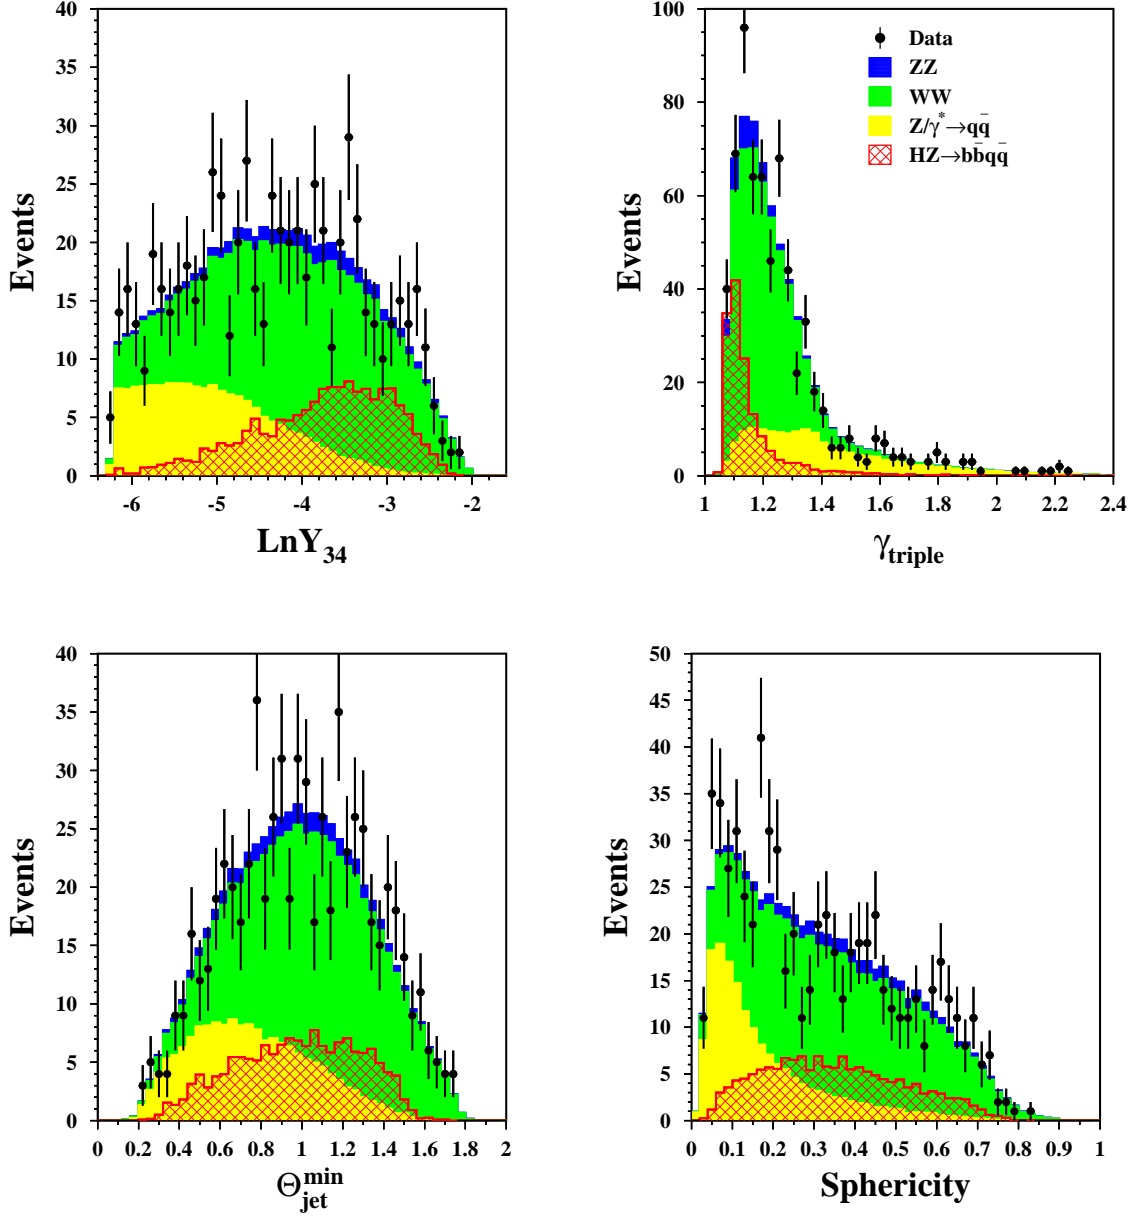 40
35
30
25
20
15
10
5
0
Events
-6 -5 -4 -3 -2
LnY34
100
80
60
40
20
0
Events
Data
ZZ
WW
Z/γ*→qq̄
HZ→bb̄qq̄
1 1.2 1.4 1.6 1.8 2 2.2 2.4
γtriple
40
35
30
25
20
15
10
5
0
Events
0 0.2 0.4 0.6 0.8 1 1.2 1.4 1.6 1.8 2
Θjet min
50
45
40
35
30
25
20
15
10
5
0
Events
0 0.1 0.2 0.3 0.4 0.5 0.6 0.7 0.8 0.9 1
Sphericity